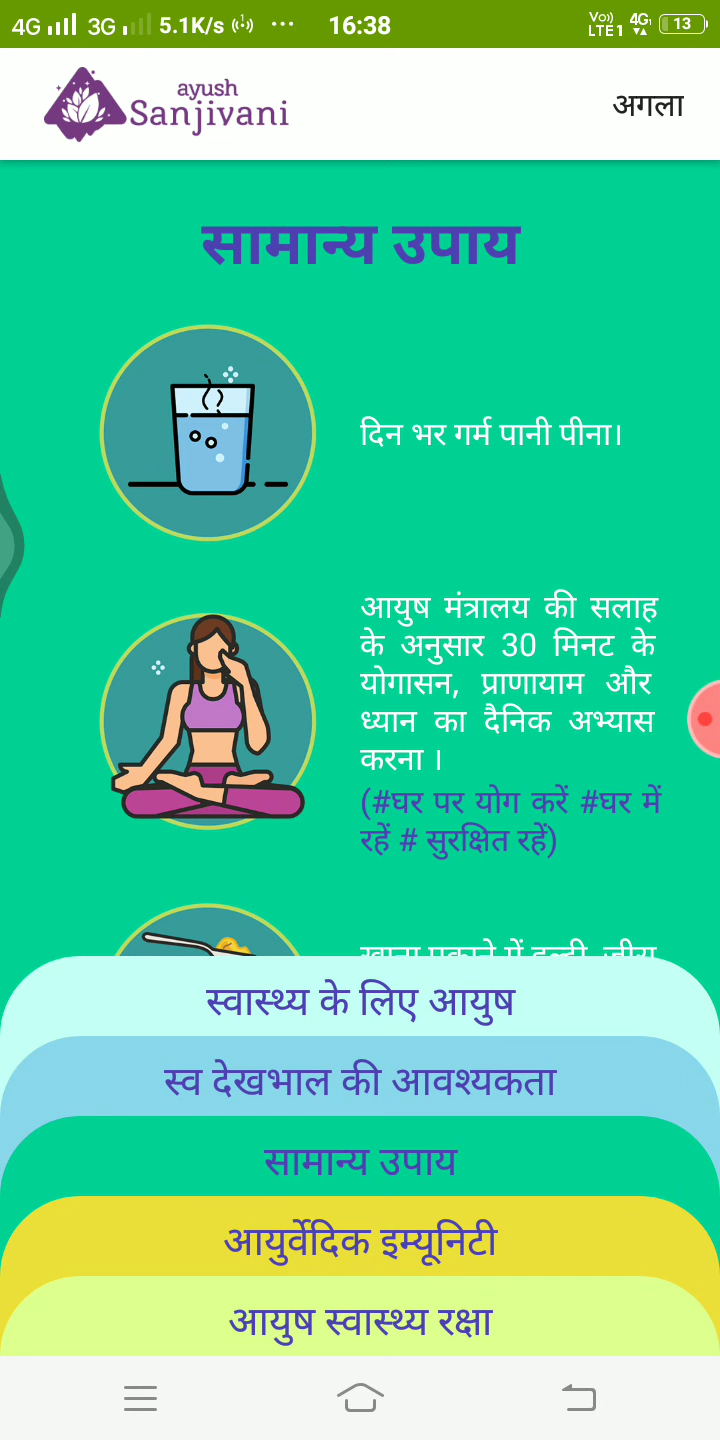 4G 3G 5.1K/s ... 16:38 Vo)) LTE1 4G 13
ayush
Sanjivani
अगला
सामान्य उपाय
दिन भर गर्म पानी पीना।
आयुष मंत्रालय की सलाह
के अनुसार 30 मिनट के
योगासन, प्राणायाम और
ध्यान का दैनिक अभ्यास
करना ।
(#घर पर योग करें #घर में
रहें # सुरक्षित रहें)
खाना पकाने में हल्दी, जीरा
स्वास्थ्य के लिए आयुष
स्व देखभाल की आवश्यकता
सामान्य उपाय
आयुर्वेदिक इम्यूनिटी
आयुष स्वास्थ्य रक्षा